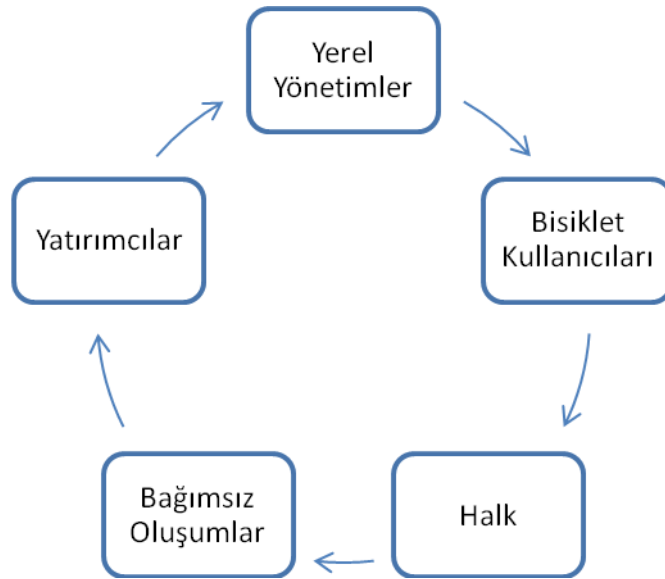 Yerel
Yönetimler
Bisiklet
Kullanıcıları
Halk
Bağımsız
Oluşumlar
Yatırımcılar